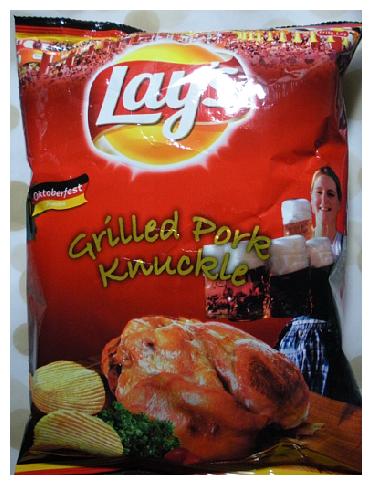 Lay's
Oktoberfest
Grilled Pork
Knuckle